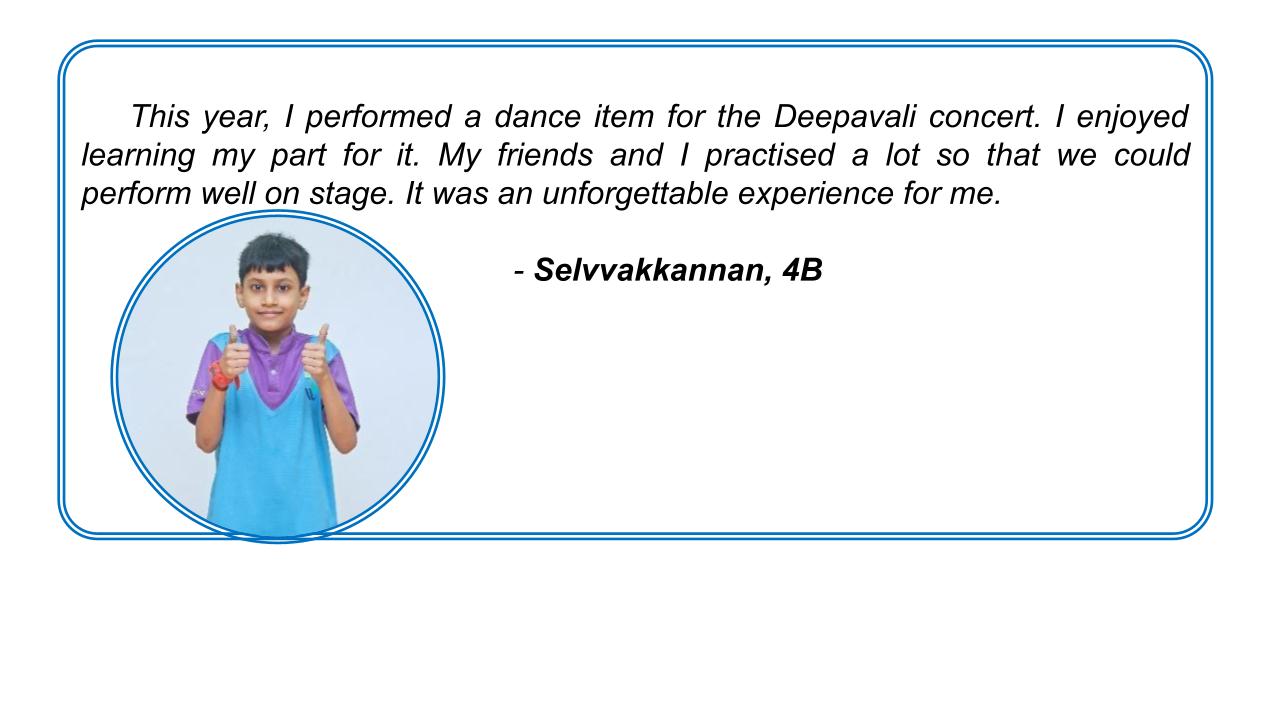 This year, I performed a dance item for the Deepavali concert. I enjoyed
learning my part for it. My friends and I practised a lot so that we could
perform well on stage. It was an unforgettable experience for me.
- Selvvakkannan, 4B